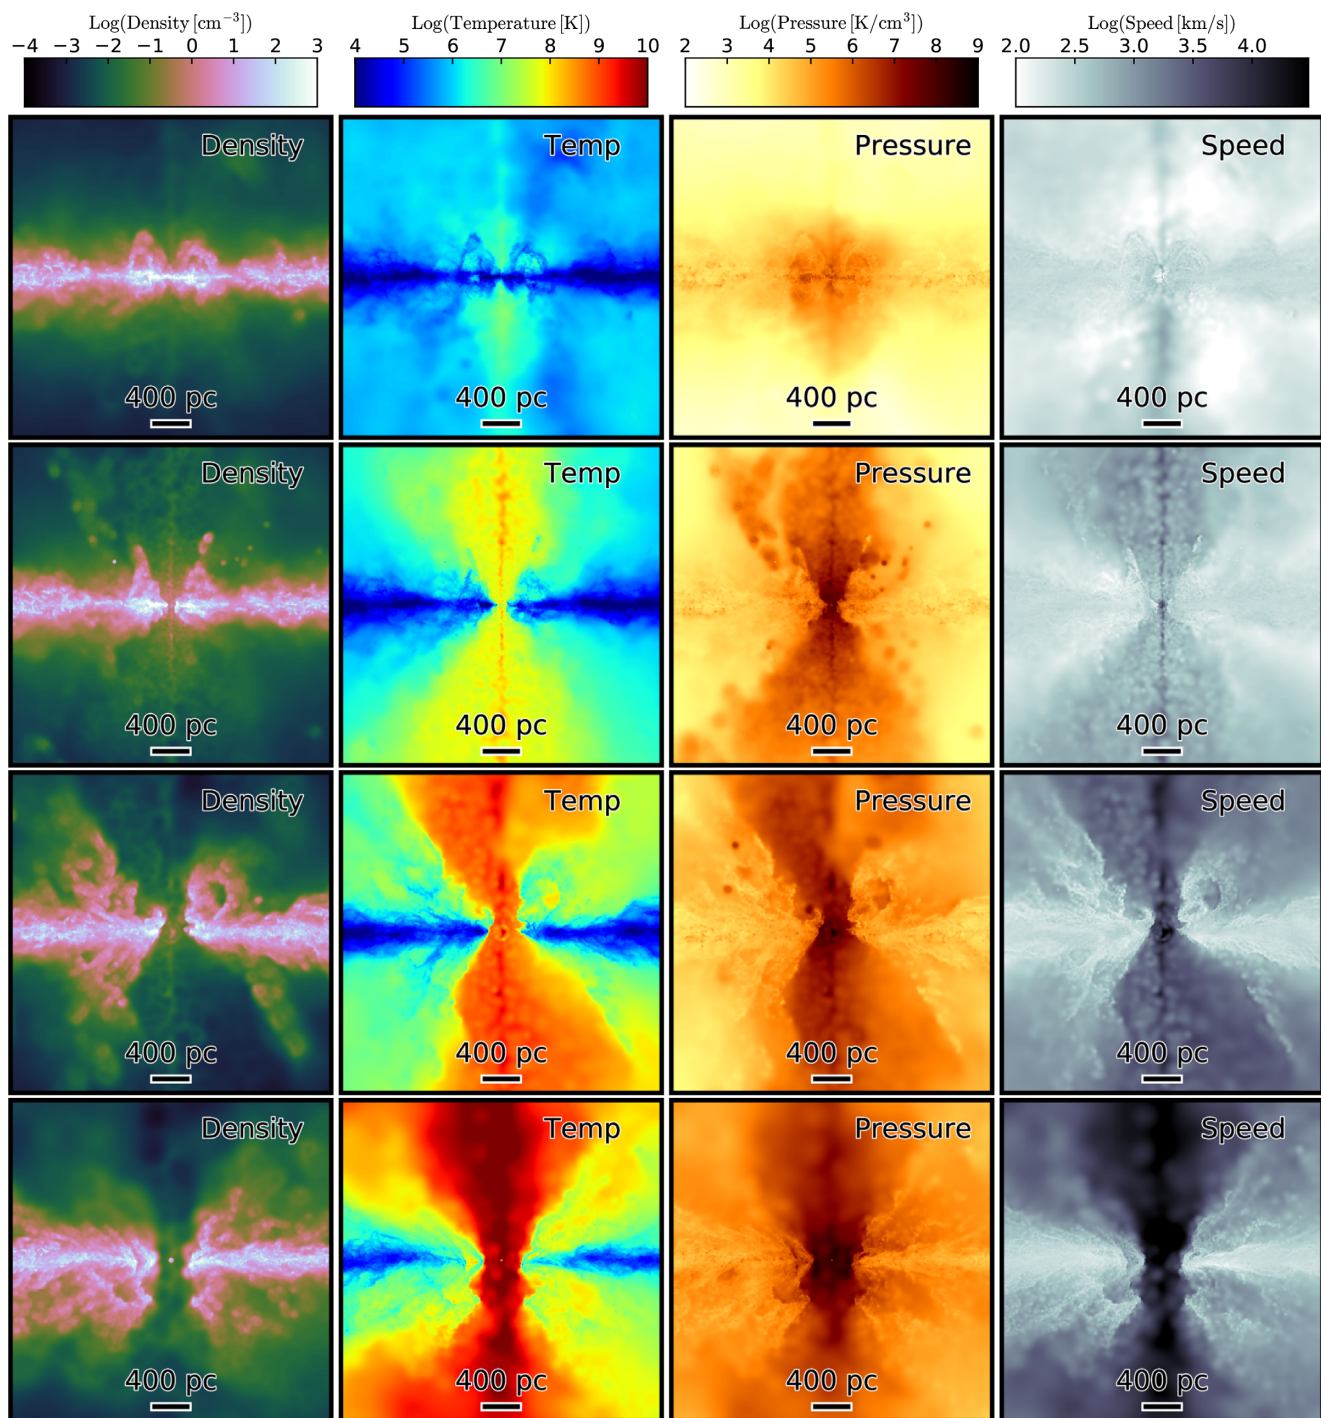 Log(Density [cm⁻³]) Log(Temperature [K]) Log(Pressure [K/cm³]) Log(Speed [km/s])
−4 −3 −2 −1 0 1 2 3 4 5 6 7 8 9 10 2 3 4 5 6 7 8 9 2.0 2.5 3.0 3.5 4.0
Density Temp Pressure Speed
400 pc 400 pc 400 pc 400 pc
Density Temp Pressure Speed
400 pc 400 pc 400 pc 400 pc
Density Temp Pressure Speed
400 pc 400 pc 400 pc 400 pc
Density Temp Pressure Speed
400 pc 400 pc 400 pc 400 pc